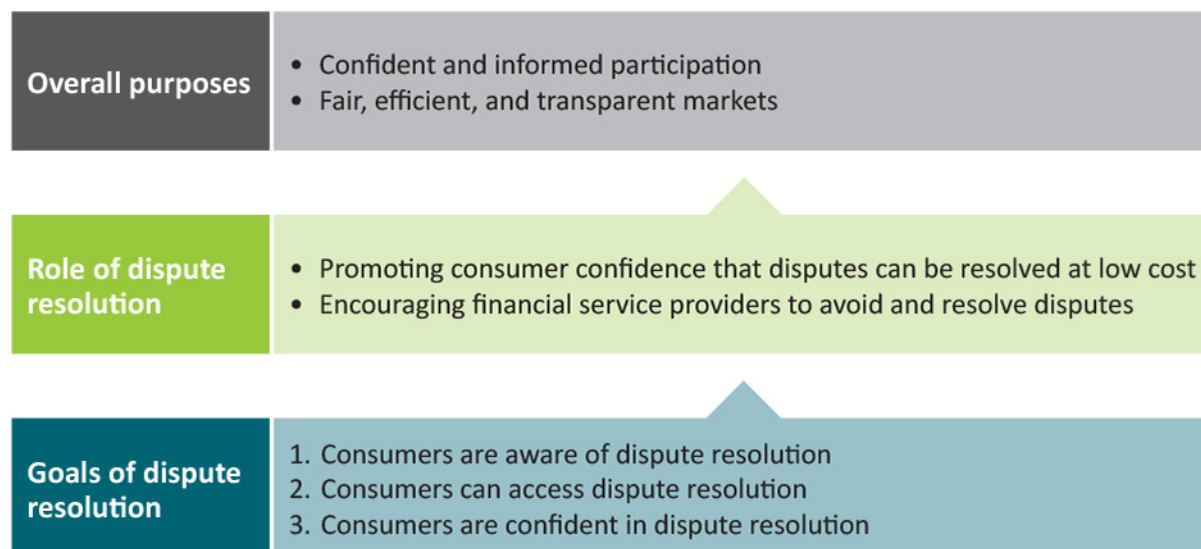 Overall purposes
• Confident and informed participation
• Fair, efficient, and transparent markets
Role of dispute
resolution
• Promoting consumer confidence that disputes can be resolved at low cost
• Encouraging financial service providers to avoid and resolve disputes
Goals of dispute
resolution
1. Consumers are aware of dispute resolution
2. Consumers can access dispute resolution
3. Consumers are confident in dispute resolution